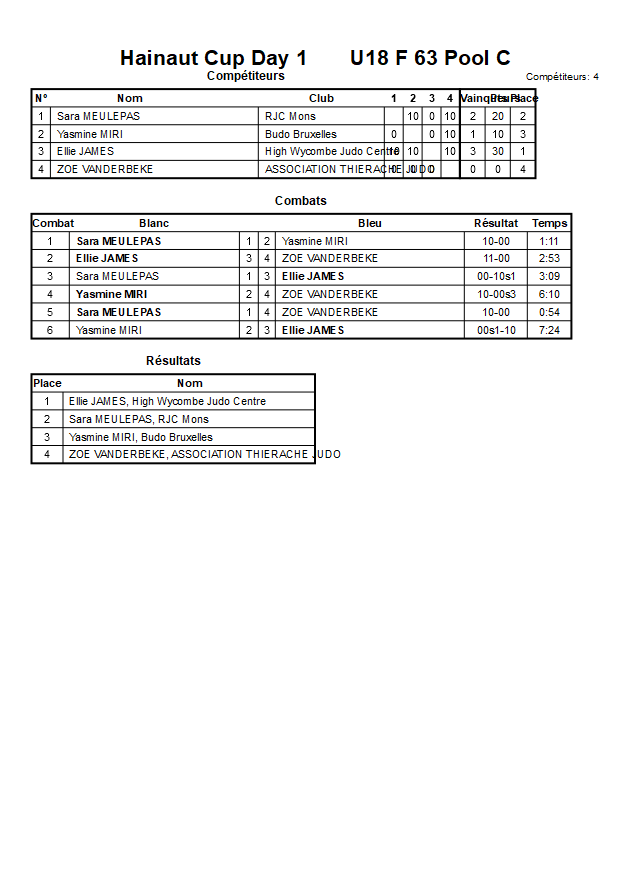 Hainaut Cup Day 1 U18 F 63 Pool C
Compétiteurs Compétiteurs: 4
Nº Nom Club 1 2 3 4 Vainqueurs Place
1 Sara MEULEPAS RJC Mons 10 0 10 2 20 2
2 Yasmine MIRI Budo Bruxelles 0 0 10 1 10 3
3 Ellie JAMES High Wycombe Judo Centre 10 10 10 3 30 1
4 ZOE VANDERBEKE ASSOCIATION THIERACHE JUDO 0 0 0 0 0 4
Combats
Combat Blanc Bleu Résultat Temps
1 Sara MEULEPAS 1 2 Yasmine MIRI 10-00 1:11
2 Ellie JAMES 3 4 ZOE VANDERBEKE 11-00 2:53
3 Sara MEULEPAS 1 3 Ellie JAMES 00-10s1 3:09
4 Yasmine MIRI 2 4 ZOE VANDERBEKE 10-00s3 6:10
5 Sara MEULEPAS 1 4 ZOE VANDERBEKE 10-00 0:54
6 Yasmine MIRI 2 3 Ellie JAMES 00s1-10 7:24
Résultats
Place Nom
1 Ellie JAMES, High Wycombe Judo Centre
2 Sara MEULEPAS, RJC Mons
3 Yasmine MIRI, Budo Bruxelles
4 ZOE VANDERBEKE, ASSOCIATION THIERACHE JUDO